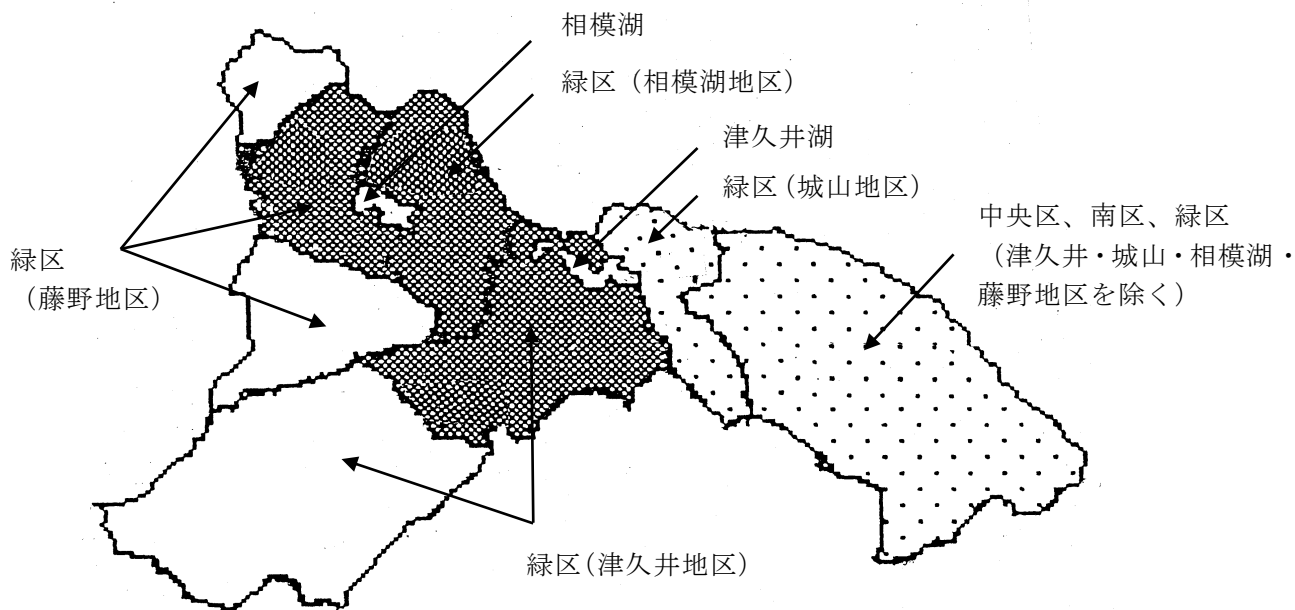 相模湖
緑区（相模湖地区）
津久井湖
緑区（城山地区）
中央区、南区、緑区
（津久井・城山・相模湖・
藤野地区を除く）
緑区
（藤野地区）
緑区（津久井地区）